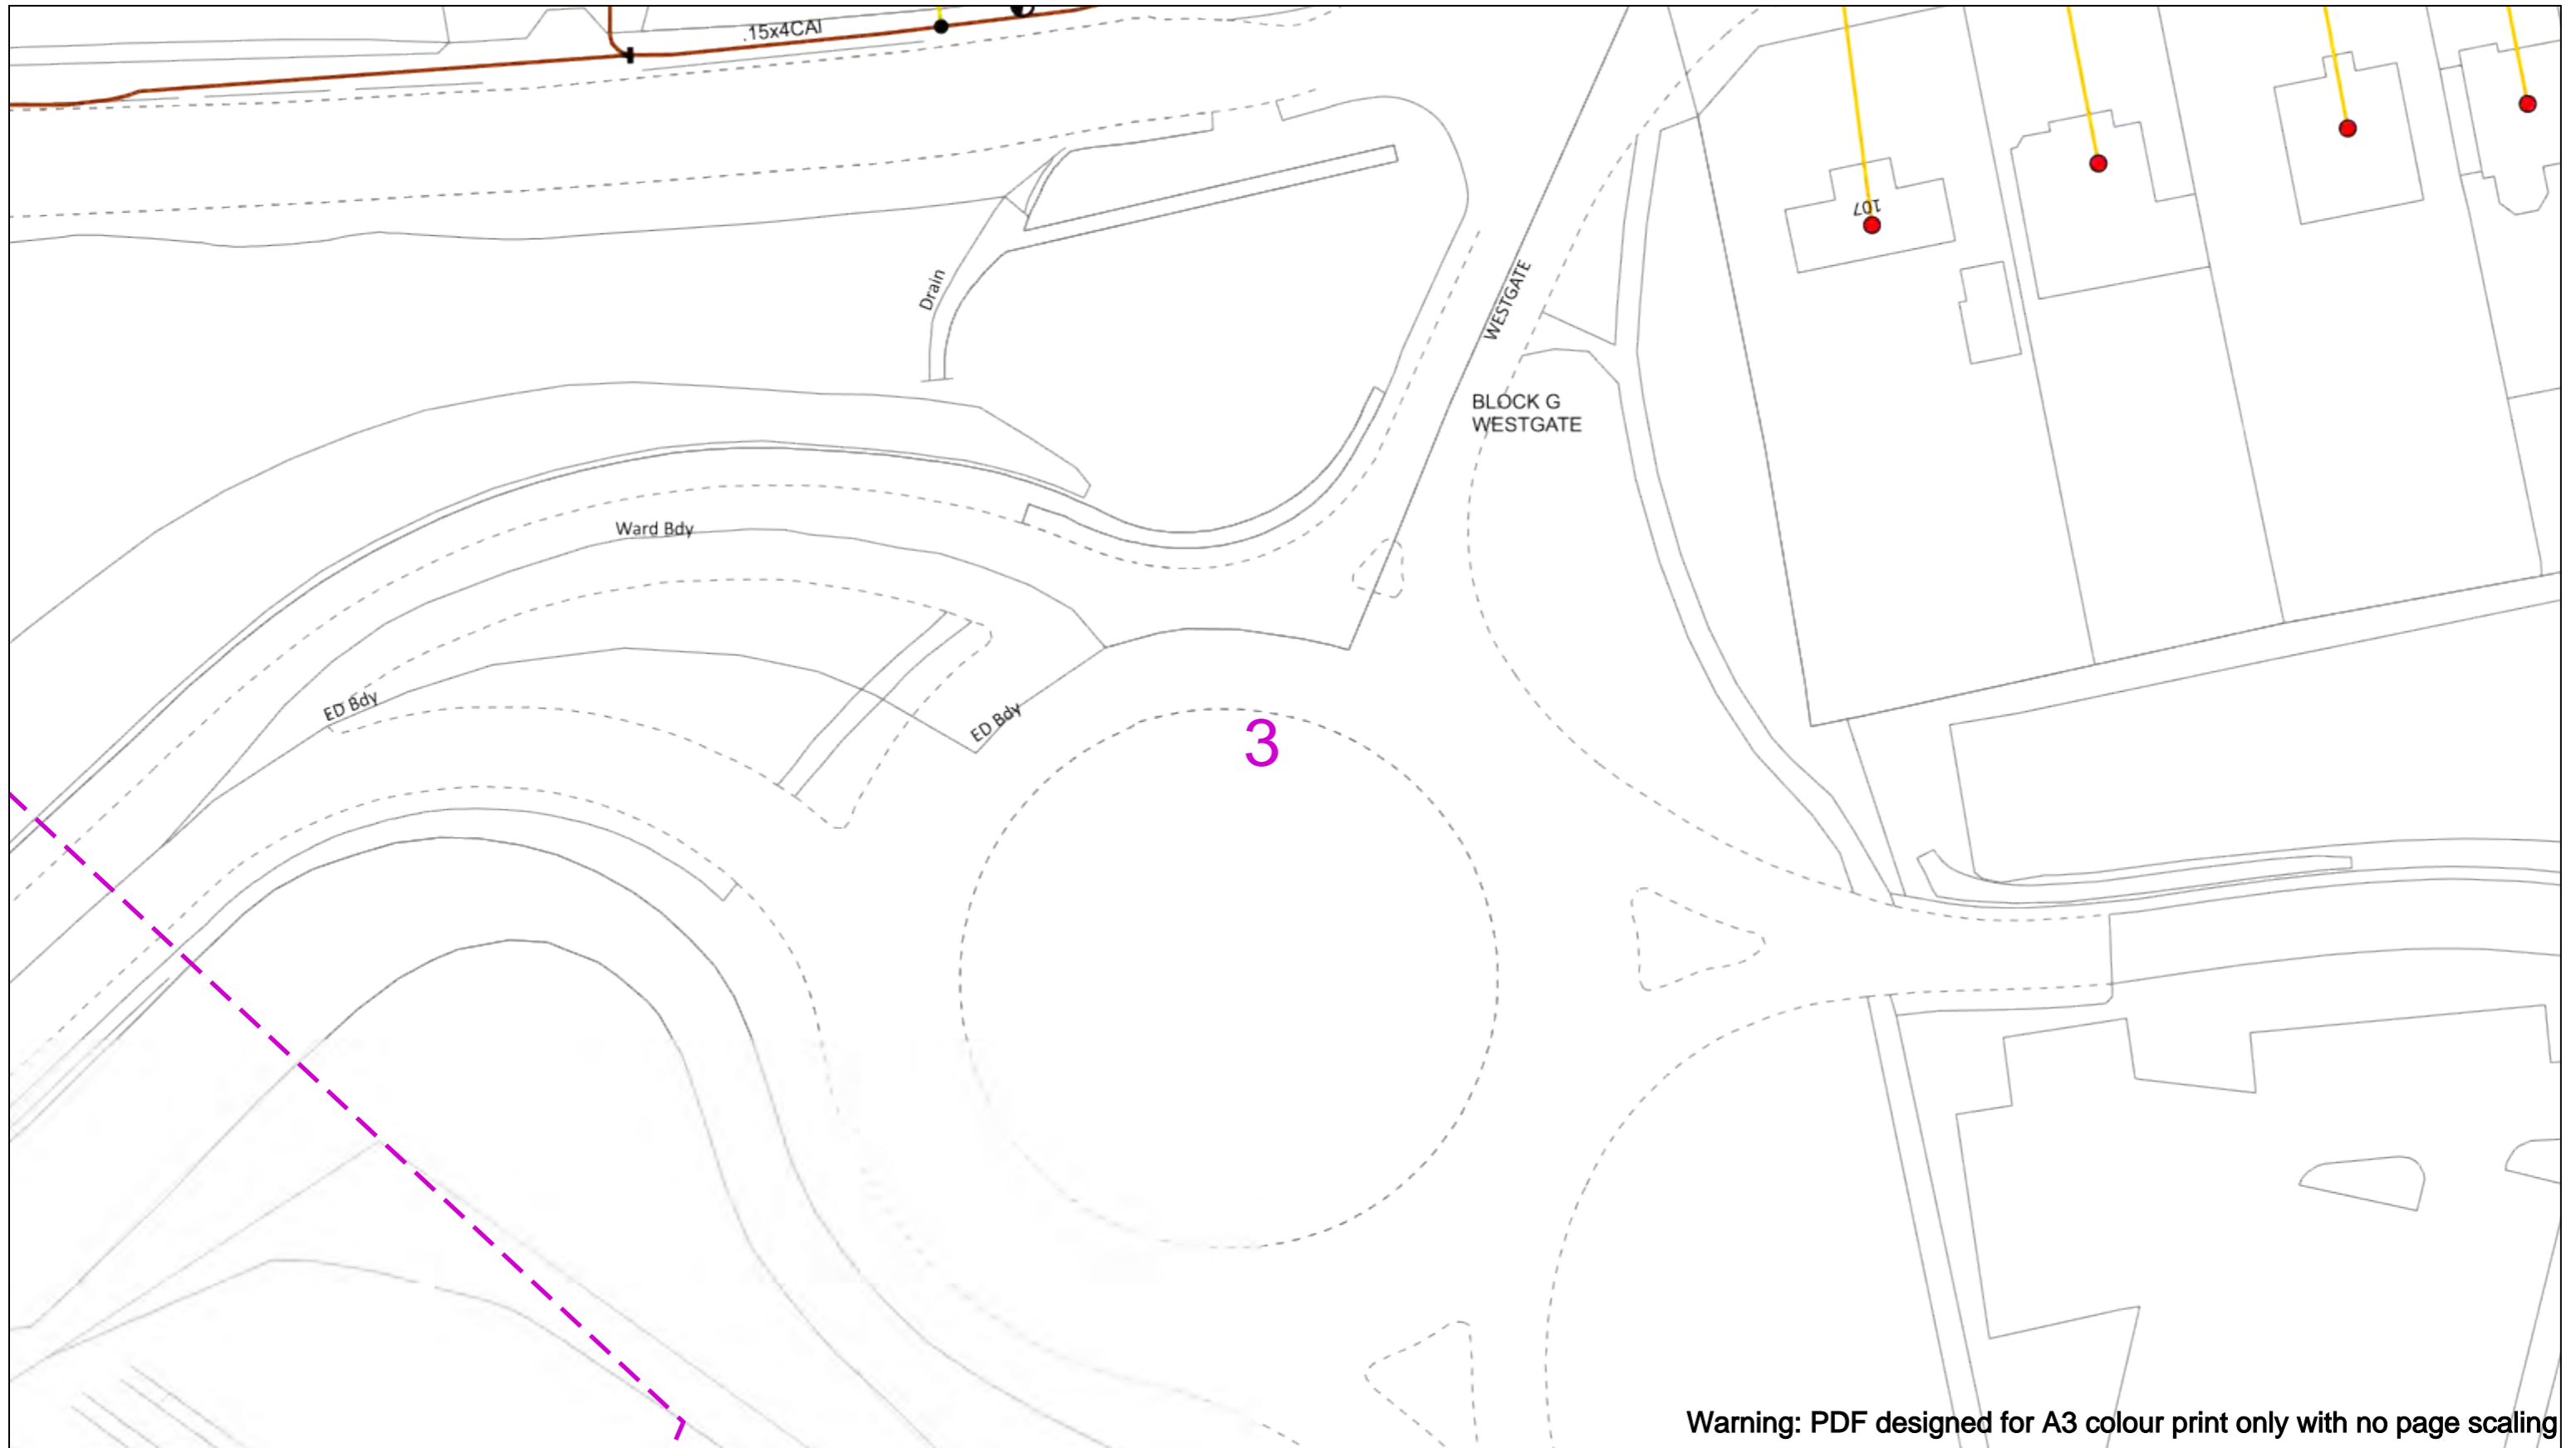 .15x4CAI
107
Drain
WESTGATE
BLOCK G
WESTGATE
Ward Bdy
ED Bdy
ED Bdy
3
Warning: PDF designed for A3 colour print only with no page scaling